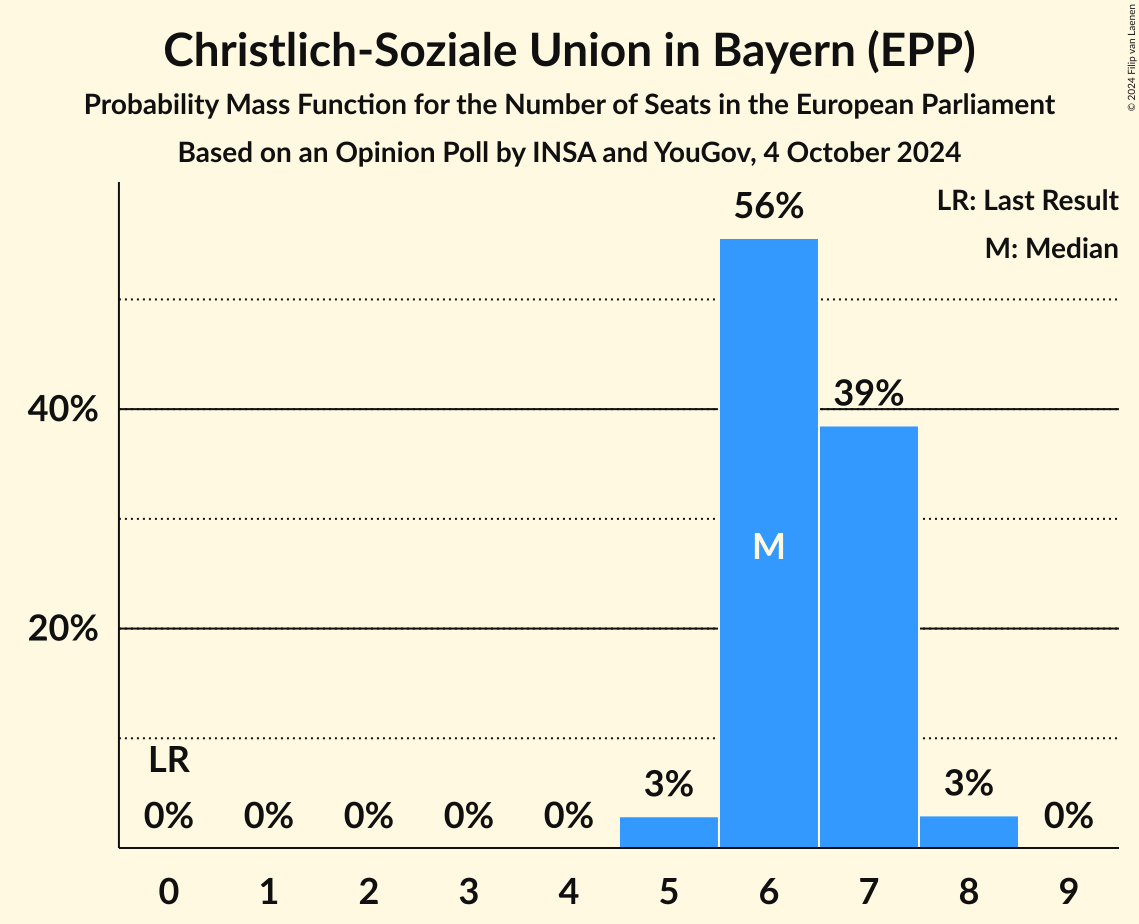 Christlich-Soziale Union in Bayern (EPP)
Probability Mass Function for the Number of Seats in the European Parliament
Based on an Opinion Poll by INSA and YouGov, 4 October 2024
© 2024 Filip van Laenen
LR: Last Result
M: Median
56%
39%
40%
M
20%
LR
0% 0% 0% 0% 0% 3% 3% 0%
0 1 2 3 4 5 6 7 8 9